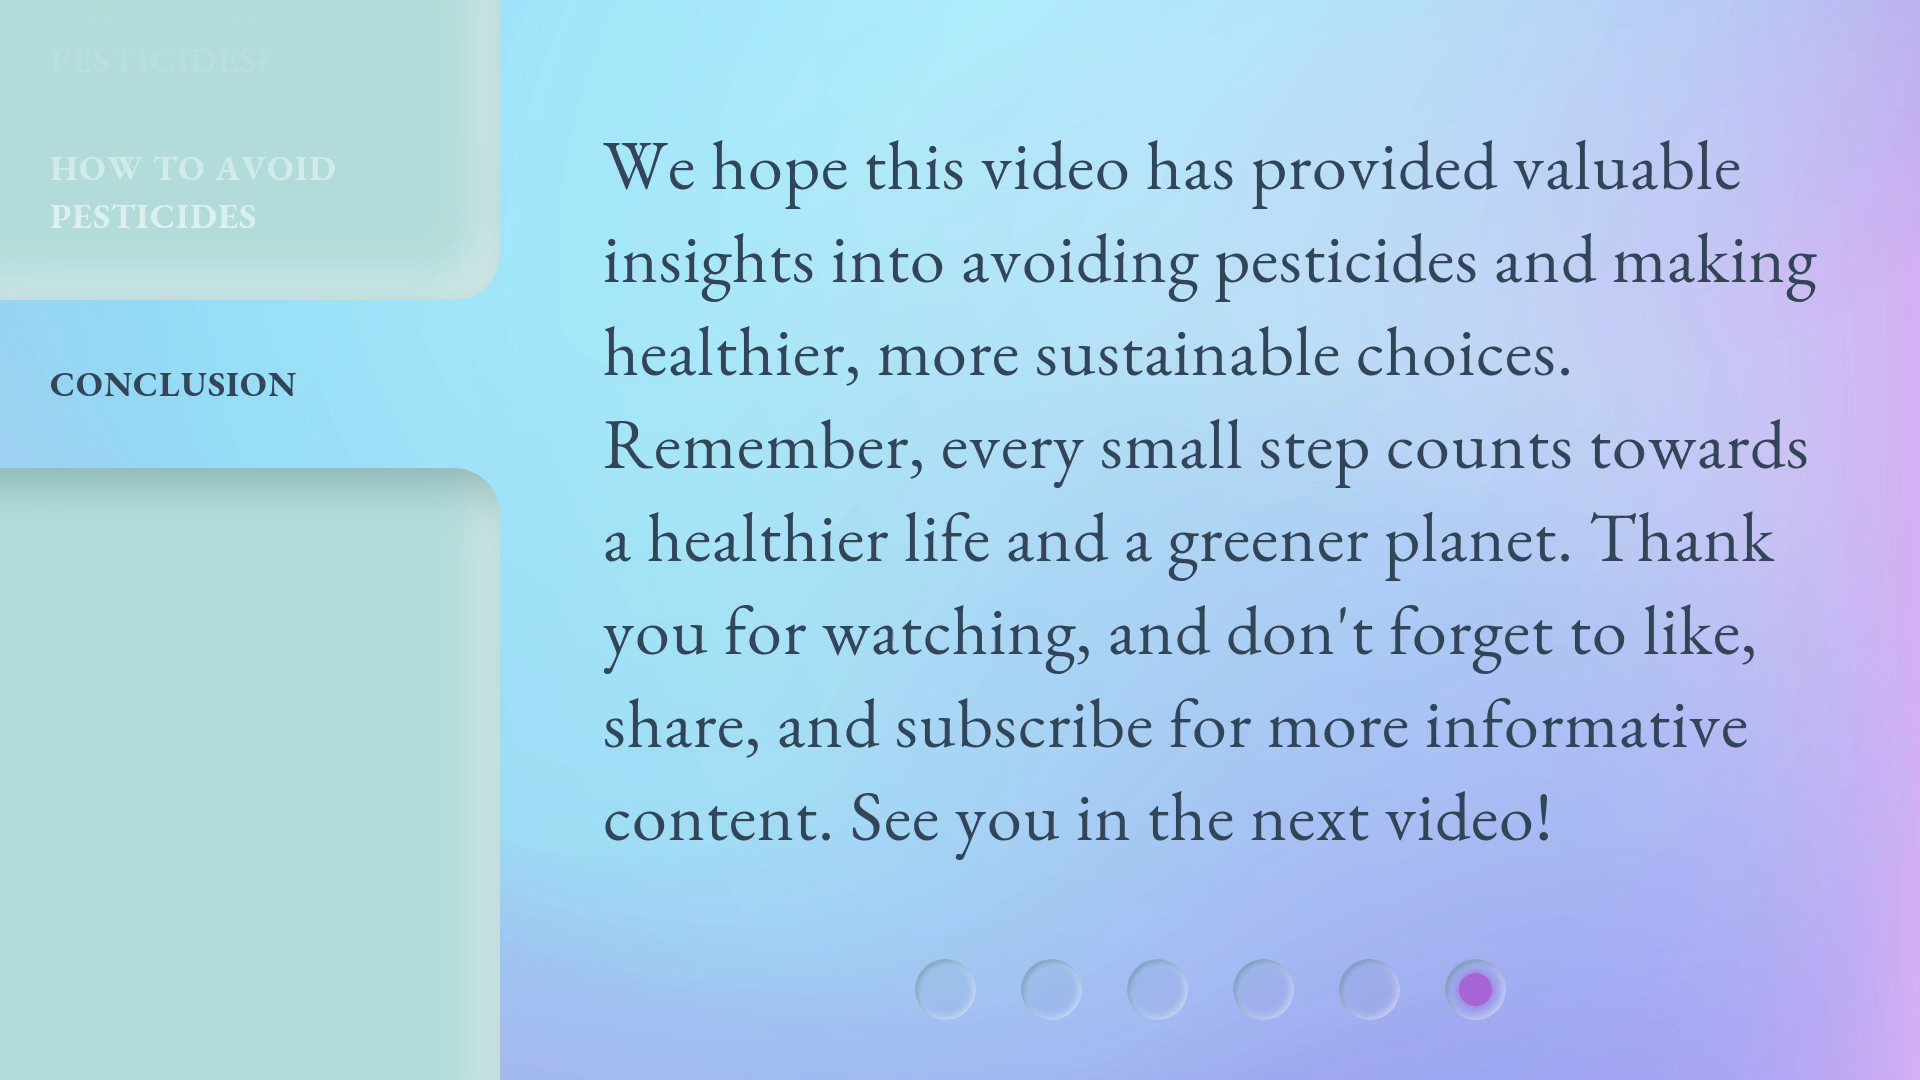 PESTICIDES?
HOW TO AVOID
PESTICIDES
CONCLUSION
We hope this video has provided valuable
insights into avoiding pesticides and making
healthier, more sustainable choices.
Remember, every small step counts towards
a healthier life and a greener planet. Thank
you for watching, and don't forget to like,
share, and subscribe for more informative
content. See you in the next video!